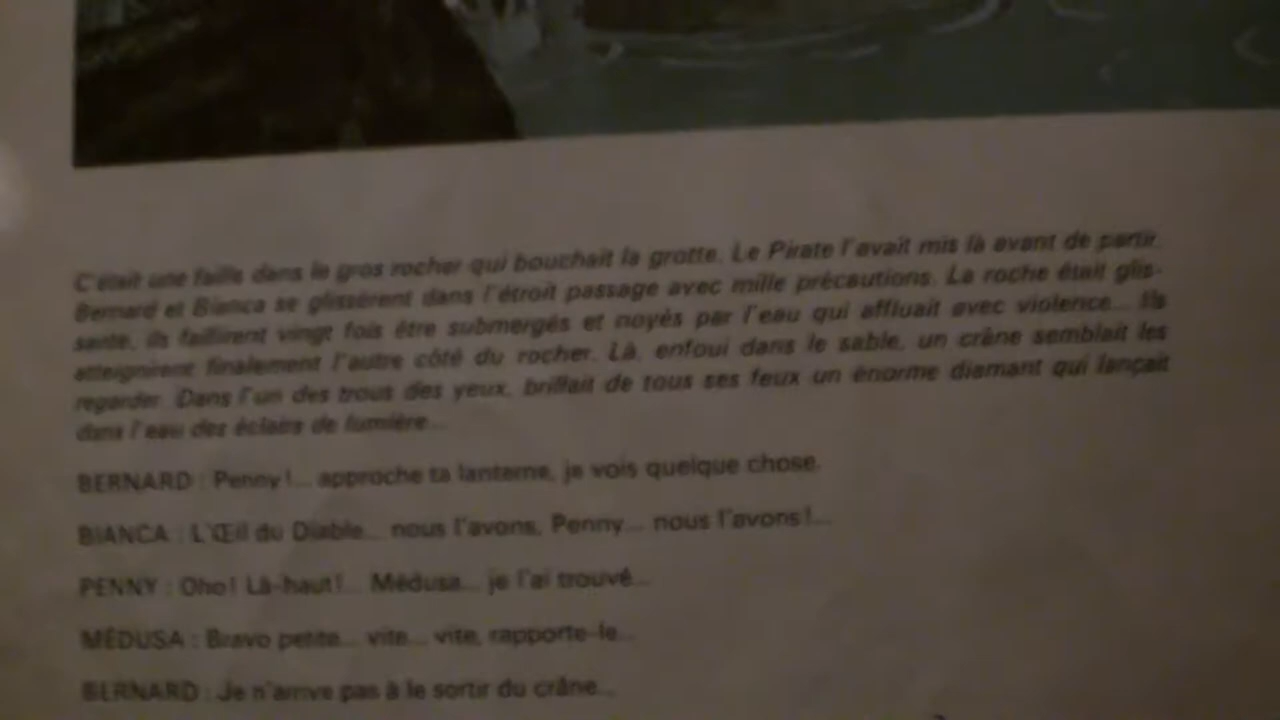 C'était une faille dans le gros rocher qui bouchait la grotte. Le Pirate l'avait mis là avant de partir.
Bernard et Bianca se glissèrent dans l'étroit passage avec mille précautions. La roche était glis-
sante, ils faillirent vingt fois être submergés et noyés par l'eau qui affluait avec violence... Ils
atteignirent finalement l'autre côté du rocher. Là, enfoui dans le sable, un crâne semblait les
regarder. Dans l'un des trous des yeux, brillait de tous ses feux un énorme diamant qui lançait
dans l'eau des éclairs de lumière...
BERNARD : Penny !... approche ta lanterne, je vois quelque chose.
BIANCA : L'Œil du Diable... nous l'avons, Penny... nous l'avons !...
PENNY : Oho ! Là-haut !... Médusa... je l'ai trouvé...
MÉDUSA : Bravo petite... vite... vite, rapporte-le...
BERNARD : Je n'arrive pas à le sortir du crâne...